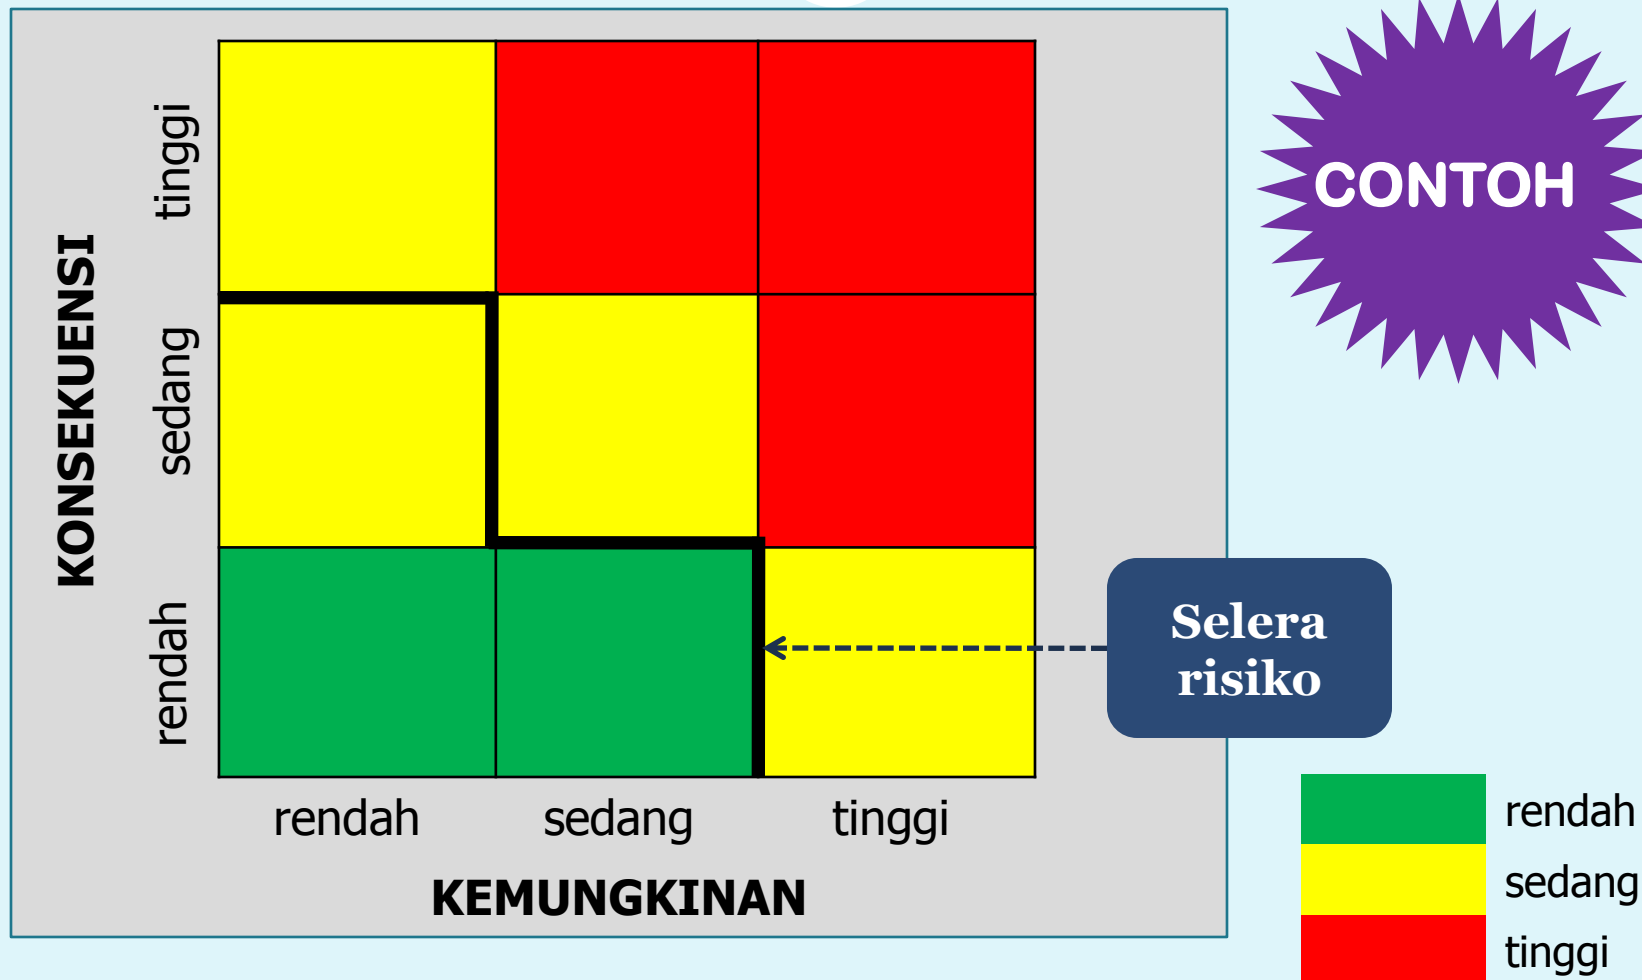 CONTOH
KONSEKUENSI
tinggi
sedang
rendah
Selera
risiko
rendah
sedang
tinggi
KEMUNGKINAN
rendah
sedang
tinggi